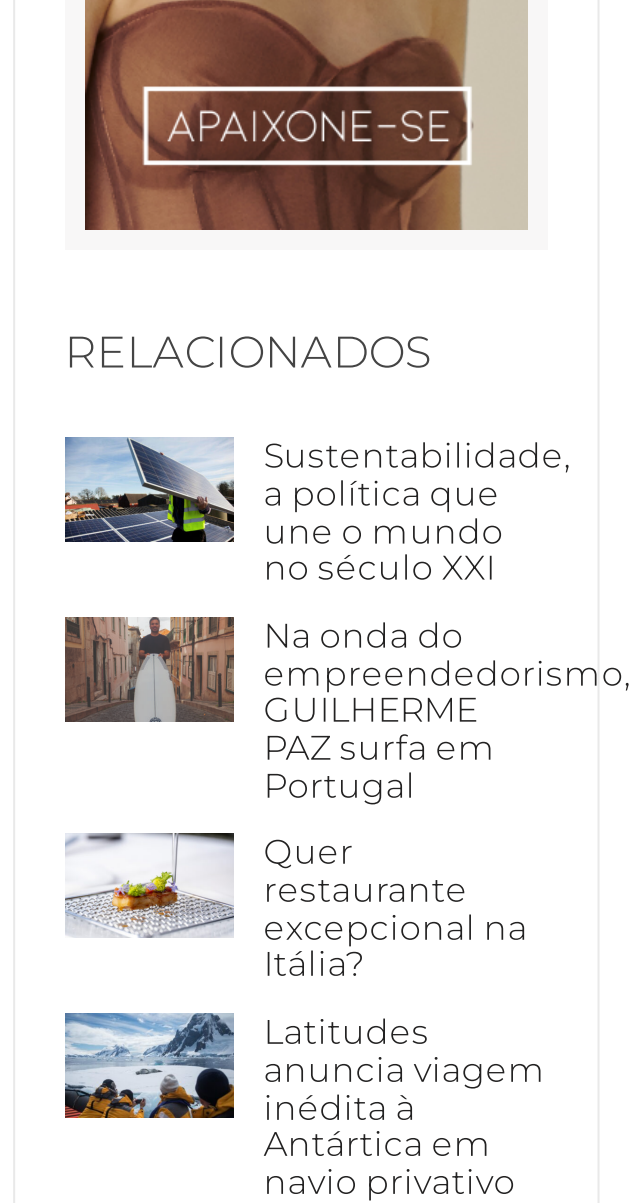 APAIXONE-SE
RELACIONADOS
Sustentabilidade,
a política que
une o mundo
no século XXI
Na onda do
empreendedorismo,
GUILHERME
PAZ surfa em
Portugal
Quer
restaurante
excepcional na
Itália?
Latitudes
anuncia viagem
inédita à
Antártica em
navio privativo